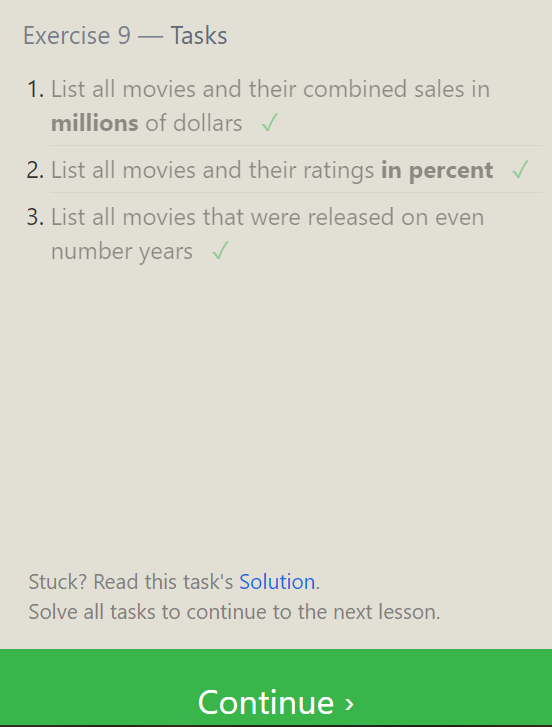 Exercise 9 — Tasks
1. List all movies and their combined sales in
millions of dollars ✓
2. List all movies and their ratings in percent ✓
3. List all movies that were released on even
number years ✓
Stuck? Read this task's Solution.
Solve all tasks to continue to the next lesson.
Continue ›